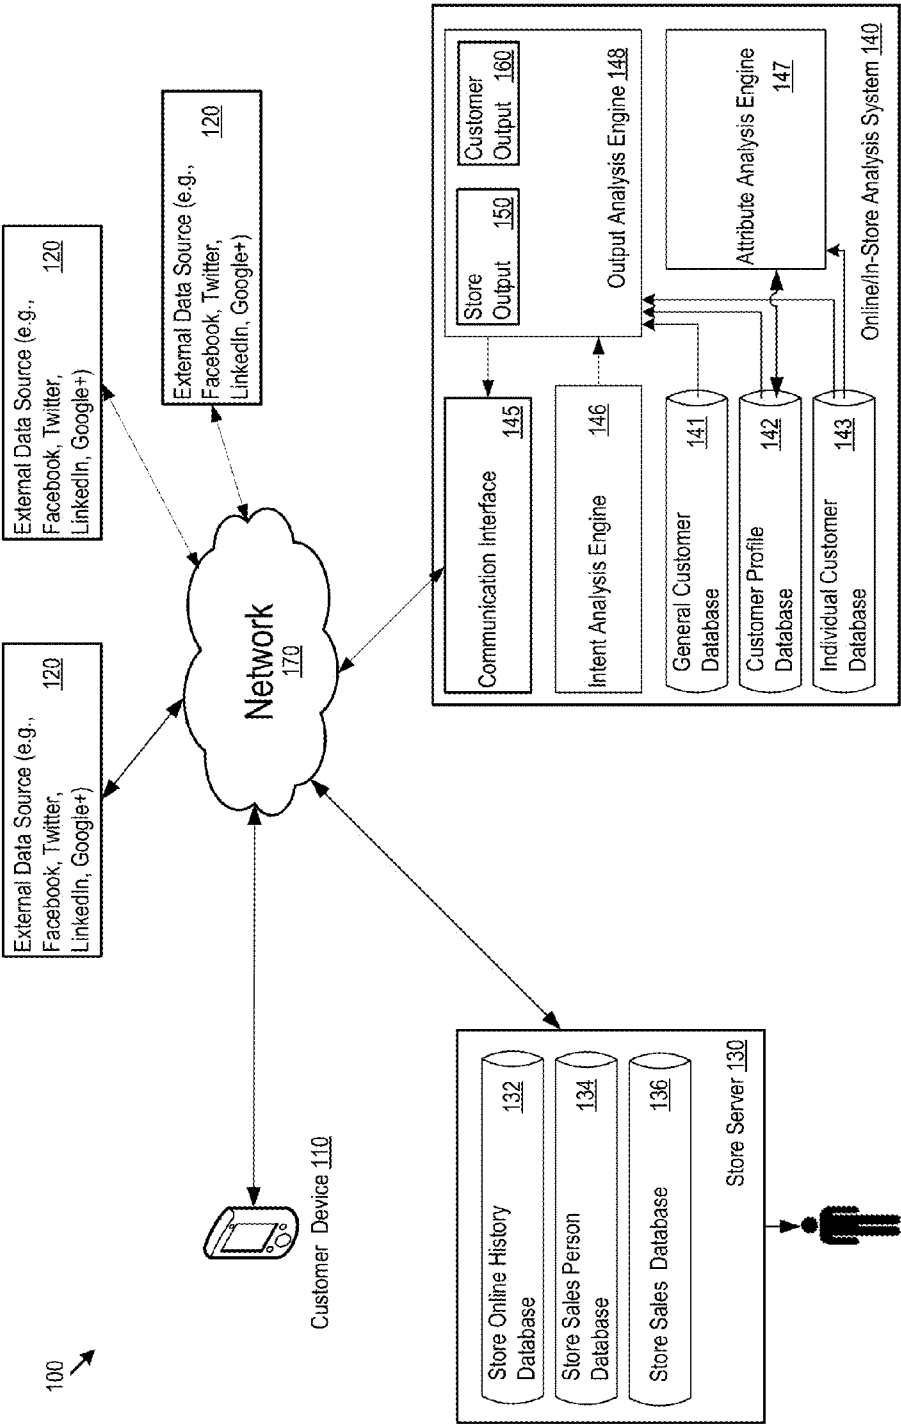 100
Customer Device 110
External Data Source (e.g.,
Facebook, Twitter,
LinkedIn, Google+)
120
External Data Source (e.g.,
Facebook, Twitter,
LinkedIn, Google+)
120
External Data Source (e.g.,
Facebook, Twitter,
LinkedIn, Google+)
120
Network
170
Store Online History
Database
132
Store Sales Person
Database
134
Store Sales Database
136
Store Server 130
Communication Interface
145
Intent Analysis Engine
146
General Customer
Database
141
Customer Profile
Database
142
Individual Customer
Database
143
Store
Output 150
Customer
Output 160
Output Analysis Engine 148
Attribute Analysis Engine
147
Online/In-Store Analysis System 140